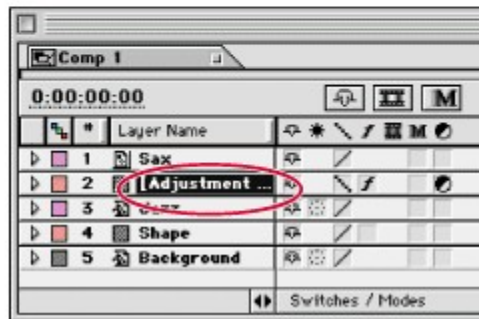 Comp 1
0:00:00:00 M
# Layer Name M
1 Sax
2 [Adjustment ...
3 Jazz
4 Shape
5 Background
Switches / Modes